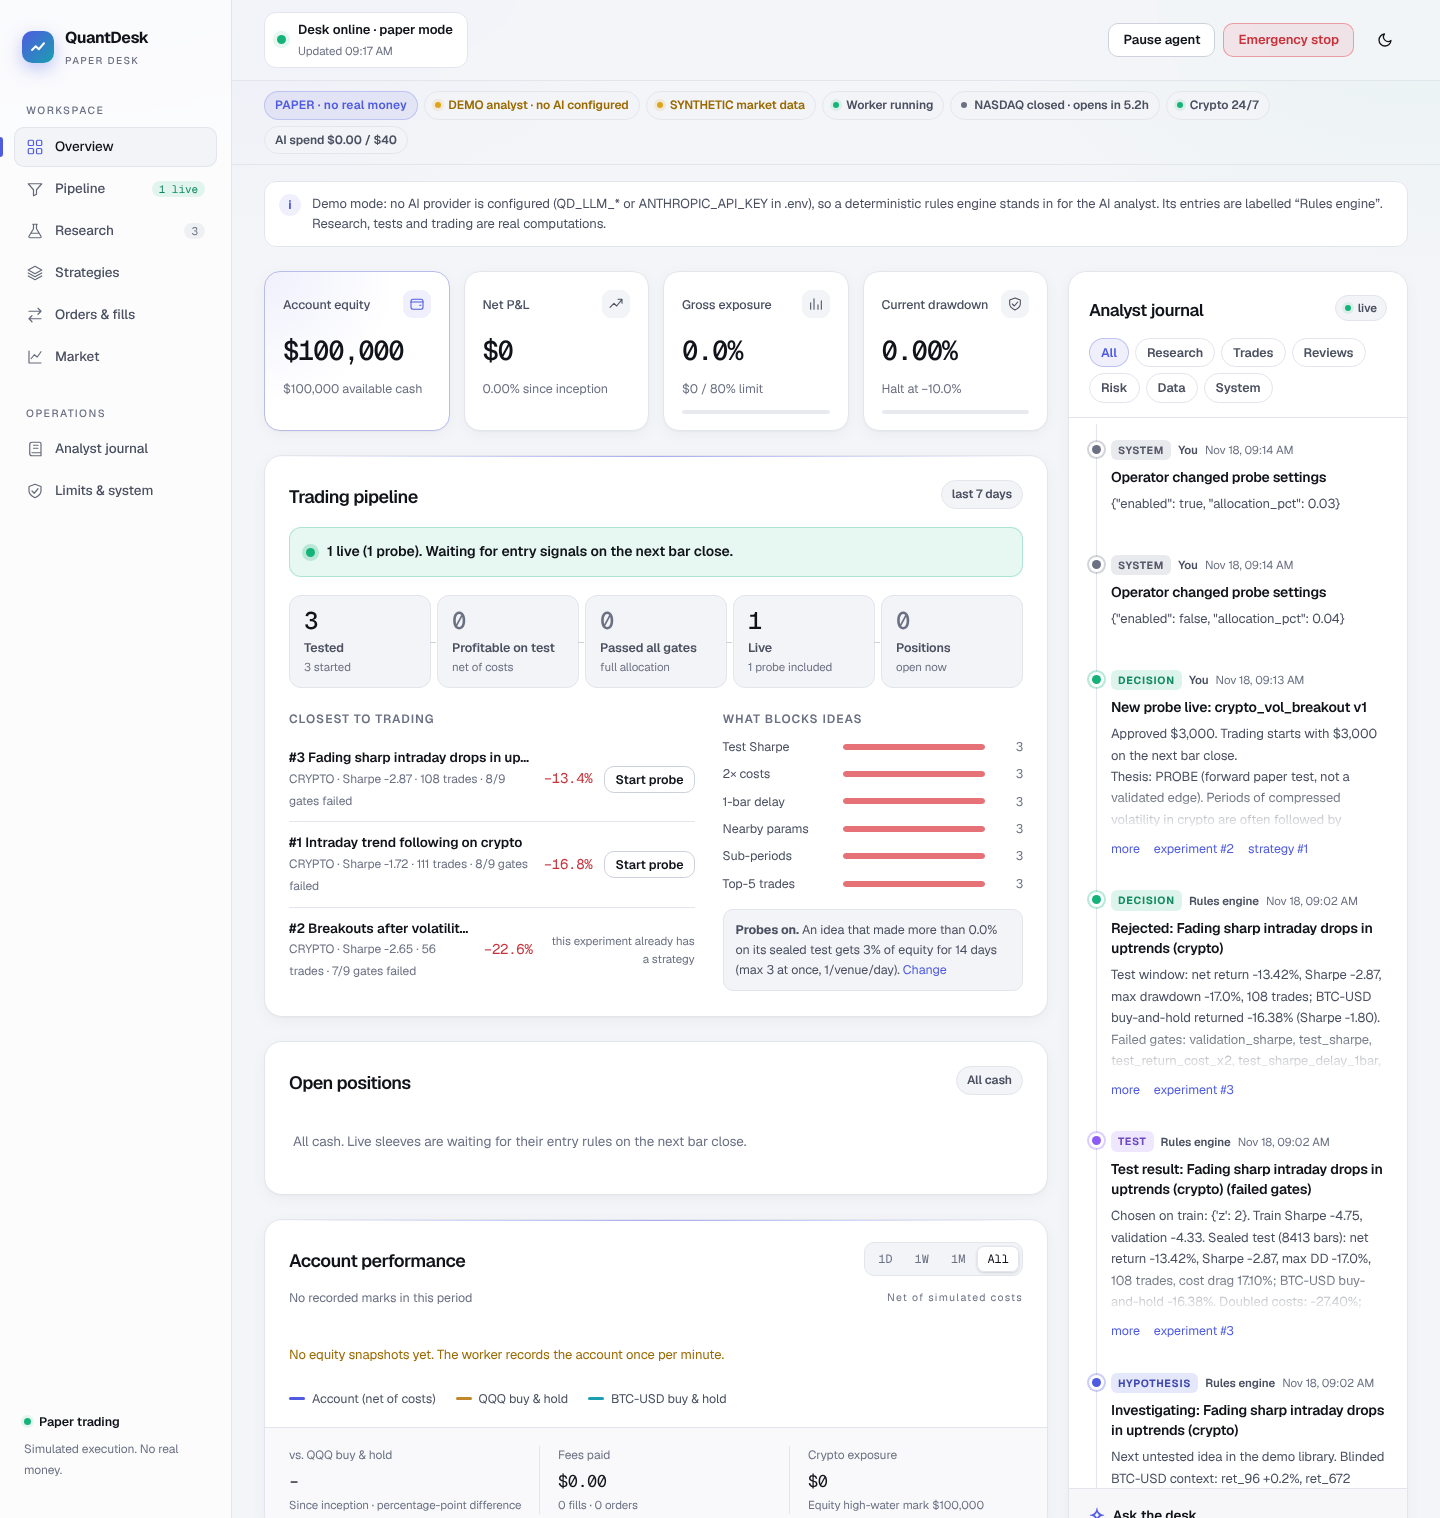 QuantDesk
PAPER DESK
WORKSPACE
Overview
Pipeline
1 live
Research
3
Strategies
Orders & fills
Market
OPERATIONS
Analyst journal
Limits & system
Paper trading
Simulated execution. No real
money.
Desk online · paper mode
Updated 09:17 AM
Pause agent
Emergency stop
PAPER · no real money
DEMO analyst · no AI configured
SYNTHETIC market data
Worker running
NASDAQ closed · opens in 5.2h
Crypto 24/7
AI spend $0.00 / $40
i
Demo mode: no AI provider is configured (QD_LLM_* or ANTHROPIC_API_KEY in .env), so a deterministic rules engine stands in for the AI analyst. Its entries are labelled “Rules engine”.
Research, tests and trading are real computations.
Account equity
$100,000
$100,000 available cash
Net P&L
$0
0.00% since inception
Gross exposure
0.0%
$0 / 80% limit
Current drawdown
0.00%
Halt at −10.0%
Trading pipeline
last 7 days
1 live (1 probe). Waiting for entry signals on the next bar close.
3
Tested
3 started
0
Profitable on test
net of costs
0
Passed all gates
full allocation
1
Live
1 probe included
0
Positions
open now
CLOSEST TO TRADING
#3 Fading sharp intraday drops in up...
CRYPTO · Sharpe -2.87 · 108 trades · 8/9
gates failed
−13.4%
Start probe
#1 Intraday trend following on crypto
CRYPTO · Sharpe -1.72 · 111 trades · 8/9 gates
failed
−16.8%
Start probe
#2 Breakouts after volatilit...
CRYPTO · Sharpe -2.65 · 56
trades · 7/9 gates failed
−22.6%
this experiment already has
a strategy
WHAT BLOCKS IDEAS
Test Sharpe
3
2× costs
3
1-bar delay
3
Nearby params
3
Sub-periods
3
Top-5 trades
3
Probes on. An idea that made more than 0.0%
on its sealed test gets 3% of equity for 14 days
(max 3 at once, 1/venue/day). Change
Open positions
All cash
All cash. Live sleeves are waiting for their entry rules on the next bar close.
Account performance
1D
1W
1M
All
No recorded marks in this period
Net of simulated costs
No equity snapshots yet. The worker records the account once per minute.
Account (net of costs)
QQQ buy & hold
BTC-USD buy & hold
vs. QQQ buy & hold
–
Since inception · percentage-point difference
Fees paid
$0.00
0 fills · 0 orders
Crypto exposure
$0
Equity high-water mark $100,000
Analyst journal
live
All
Research
Trades
Reviews
Risk
Data
System
SYSTEM You Nov 18, 09:14 AM
Operator changed probe settings
{"enabled": true, "allocation_pct": 0.03}
SYSTEM You Nov 18, 09:14 AM
Operator changed probe settings
{"enabled": false, "allocation_pct": 0.04}
DECISION You Nov 18, 09:13 AM
New probe live: crypto_vol_breakout v1
Approved $3,000. Trading starts with $3,000
on the next bar close.
Thesis: PROBE (forward paper test, not a
validated edge). Periods of compressed
volatility in crypto are often followed by
more experiment #2 strategy #1
DECISION Rules engine Nov 18, 09:02 AM
Rejected: Fading sharp intraday drops in
uptrends (crypto)
Test window: net return -13.42%, Sharpe -2.87,
max drawdown -17.0%, 108 trades; BTC-USD
buy-and-hold returned -16.38% (Sharpe -1.80).
Failed gates: validation_sharpe, test_sharpe,
test_return_cost_x2, test_sharpe_delay_1bar,
more experiment #3
TEST Rules engine Nov 18, 09:02 AM
Test result: Fading sharp intraday drops in
uptrends (crypto) (failed gates)
Chosen on train: {'z': 2}. Train Sharpe -4.75,
validation -4.33. Sealed test (8413 bars): net
return -13.42%, Sharpe -2.87, max DD -17.0%,
108 trades, cost drag 17.10%; BTC-USD buy-
and-hold -16.38%. Doubled costs: -27.40%;
more experiment #3
HYPOTHESIS Rules engine Nov 18, 09:02 AM
Investigating: Fading sharp intraday drops
in uptrends (crypto)
Next untested idea in the demo library. Blinded
BTC-USD context: ret_96 +0.2%, ret_672
Ask the desk